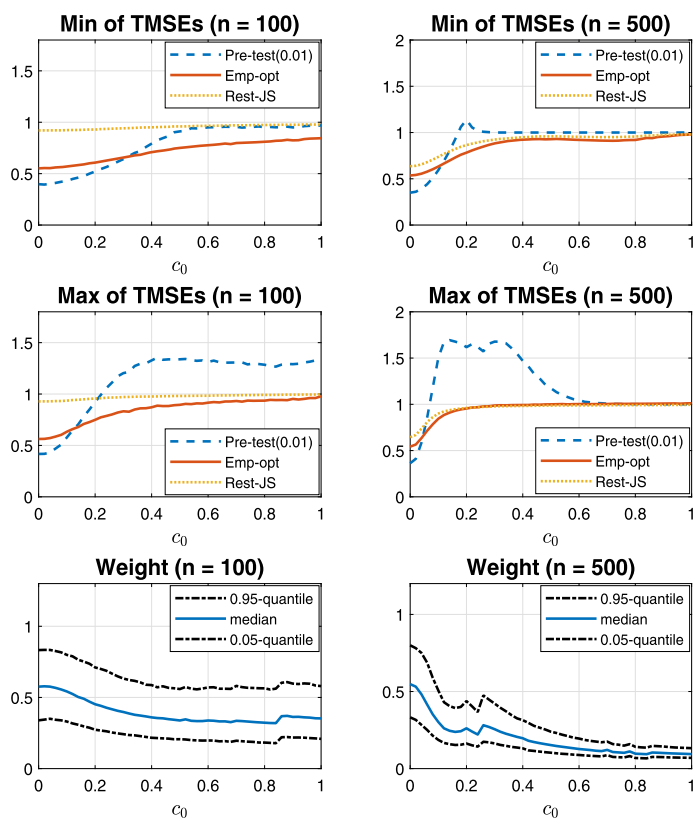 Min of TMSEs (n = 100)
Pre-test(0.01)
Emp-opt
Rest-JS
1.5
1
0.5
0
0 0.2 0.4 0.6 0.8 1
c0
Min of TMSEs (n = 500)
Pre-test(0.01)
Emp-opt
Rest-JS
2
1.5
1
0.5
0
0 0.2 0.4 0.6 0.8 1
c0
Max of TMSEs (n = 100)
1.5
1
0.5
0
Pre-test(0.01)
Emp-opt
Rest-JS
0 0.2 0.4 0.6 0.8 1
c0
Max of TMSEs (n = 500)
2
1.5
1
0.5
0
Pre-test(0.01)
Emp-opt
Rest-JS
0 0.2 0.4 0.6 0.8 1
c0
Weight (n = 100)
0.95-quantile
median
0.05-quantile
1
0.5
0
0 0.2 0.4 0.6 0.8 1
c0
Weight (n = 500)
0.95-quantile
median
0.05-quantile
1
0.5
0
0 0.2 0.4 0.6 0.8 1
c0